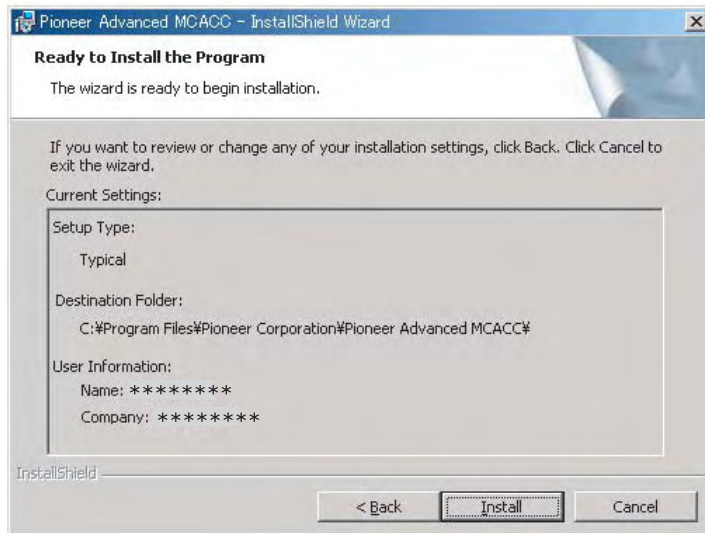 Pioneer Advanced MCACC - InstallShield Wizard
Ready to Install the Program
The wizard is ready to begin installation.
If you want to review or change any of your installation settings, click Back. Click Cancel to
exit the wizard.
Current Settings:
Setup Type:
Typical
Destination Folder:
C:¥Program Files¥Pioneer Corporation¥Pioneer Advanced MCACC¥
User Information:
Name: ********
Company: ********
InstallShield
< Back
Install
Cancel